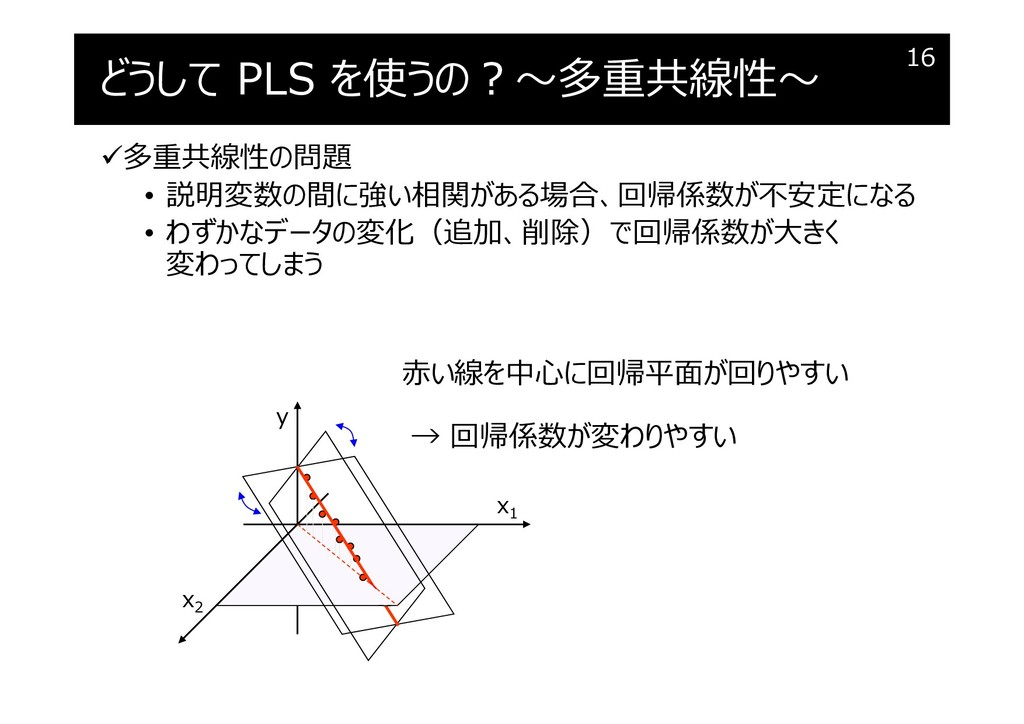 どうして PLS を使うの？～多重共線性～
16
✓多重共線性の問題
• 説明変数の間に強い相関がある場合、回帰係数が不安定になる
• わずかなデータの変化（追加、削除）で回帰係数が大きく
変わってしまう
赤い線を中心に回帰平面が回りやすい
y
→ 回帰係数が変わりやすい
x1
x2